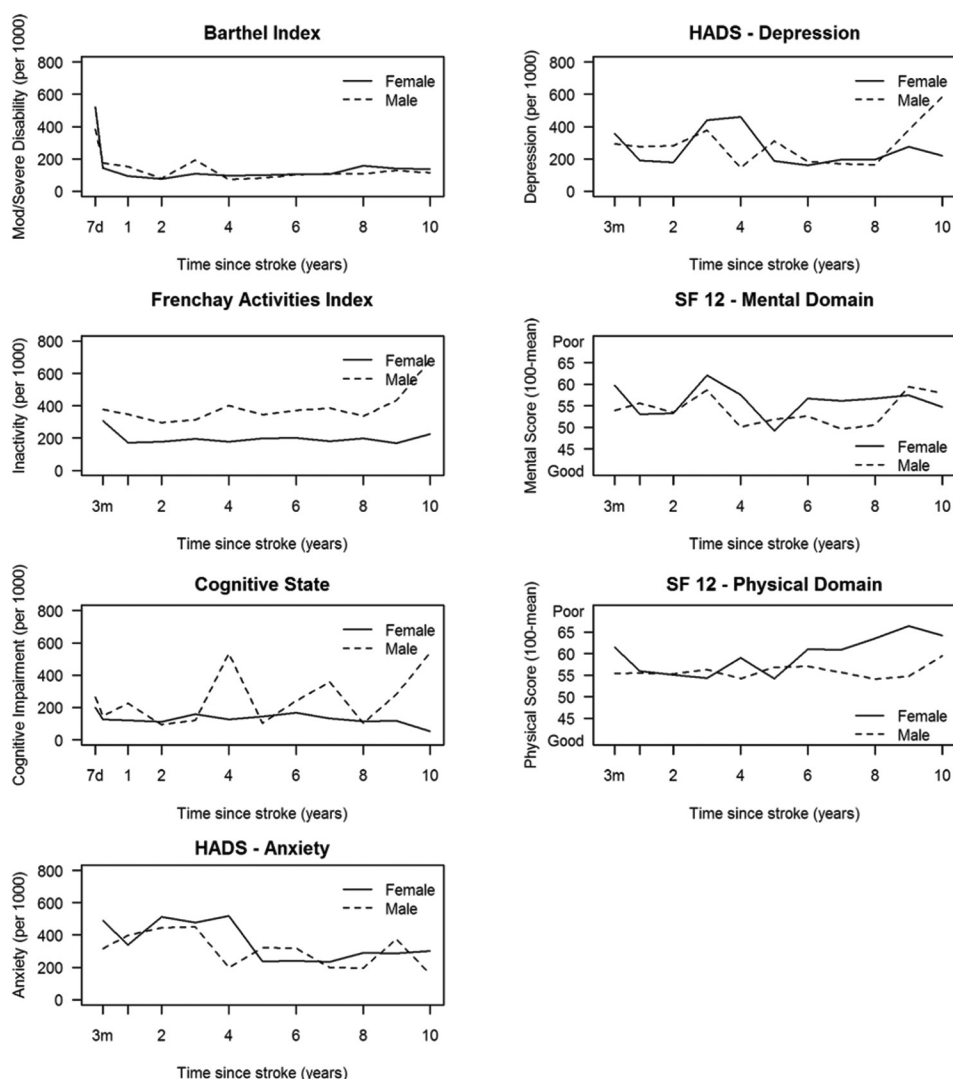 Barthel Index
Mod/Severe Disability (per 1000)
800
600
400
200
0
Female
Male
7d 1 2 4 6 8 10
Time since stroke (years)
HADS - Depression
Depression (per 1000)
800
600
400
200
0
Female
Male
3m 2 4 6 8 10
Time since stroke (years)
Frenchay Activities Index
Inactivity (per 1000)
800
600
400
200
0
Female
Male
3m 2 4 6 8 10
Time since stroke (years)
SF 12 - Mental Domain
Mental Score (100-mean)
Poor
65
60
55
50
45
Good
Female
Male
3m 2 4 6 8 10
Time since stroke (years)
Cognitive State
Cognitive Impairment (per 1000)
800
600
400
200
0
Female
Male
7d 1 2 4 6 8 10
Time since stroke (years)
SF 12 - Physical Domain
Physical Score (100-mean)
Poor
65
60
55
50
45
Good
Female
Male
3m 2 4 6 8 10
Time since stroke (years)
HADS - Anxiety
Anxiety (per 1000)
800
600
400
200
0
Female
Male
3m 2 4 6 8 10
Time since stroke (years)